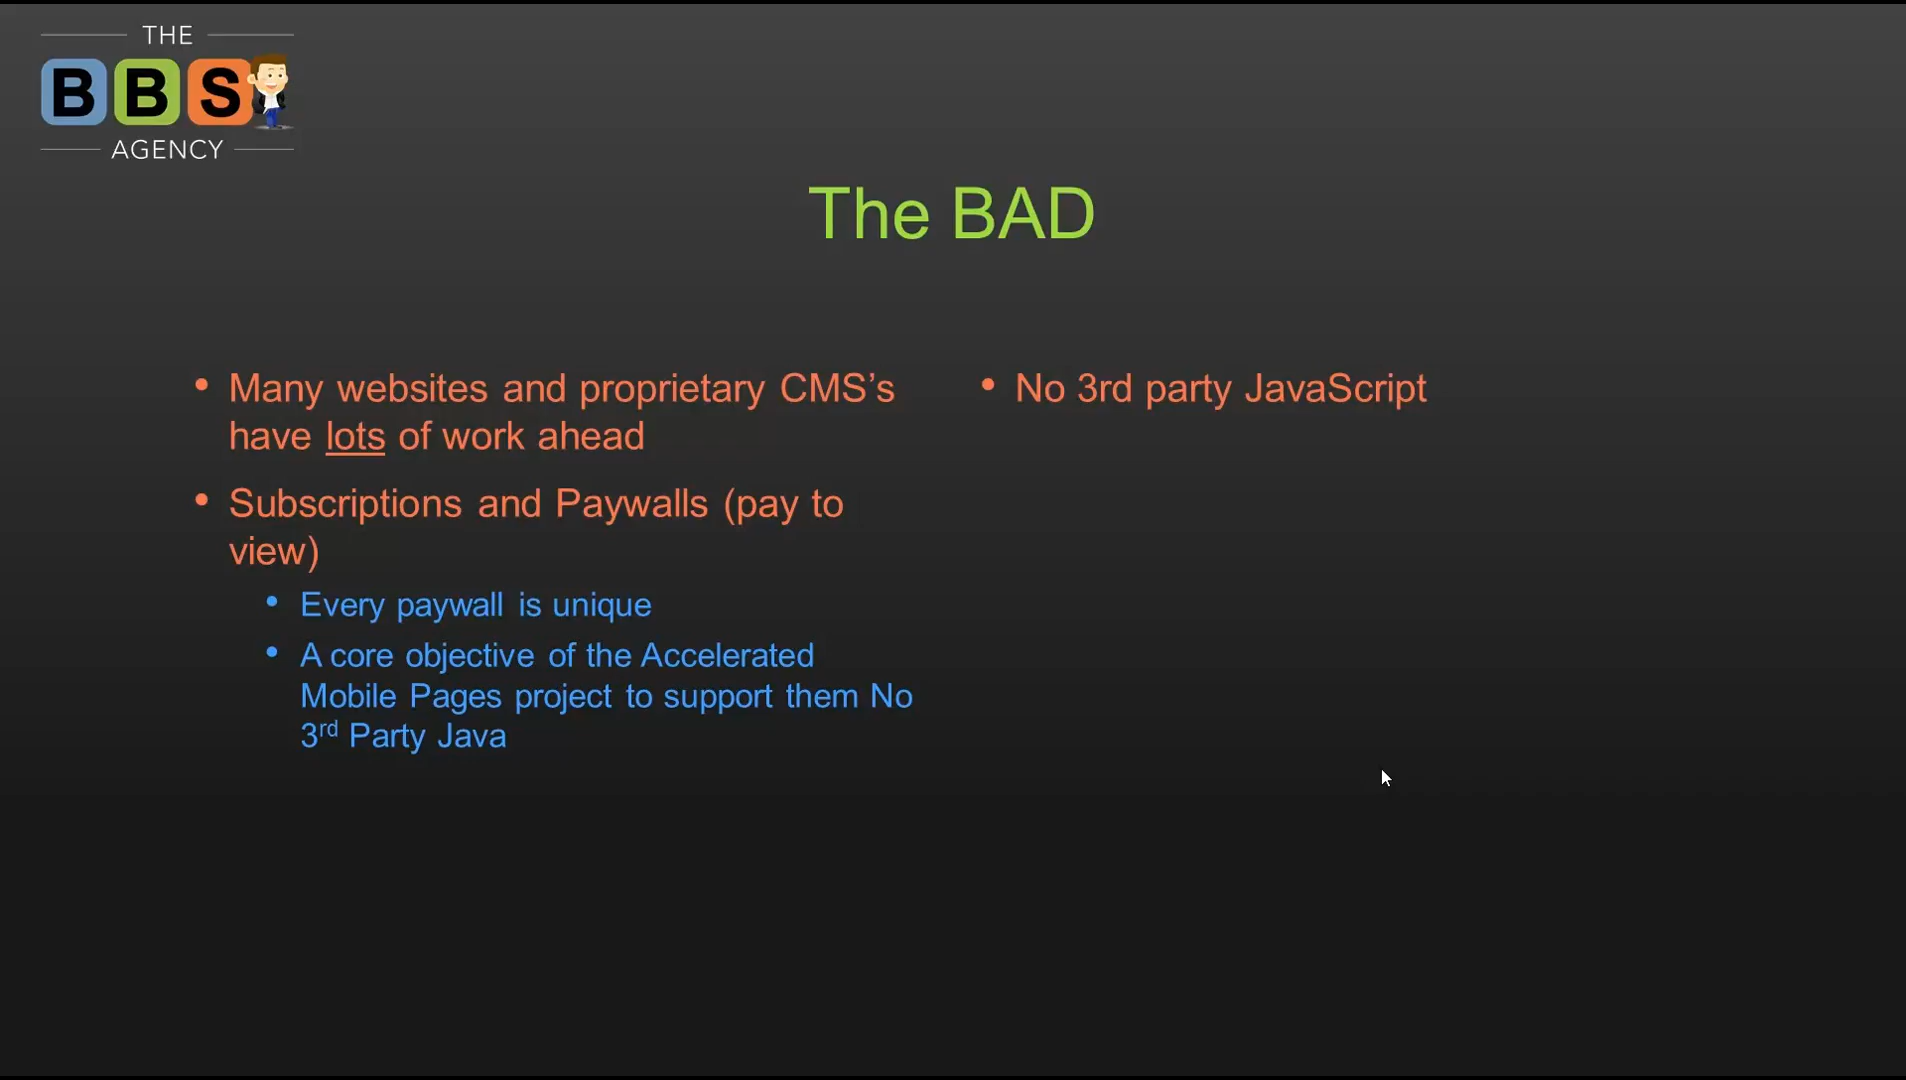 THE
BBS
AGENCY
The BAD
• Many websites and proprietary CMS’s
have lots of work ahead
• Subscriptions and Paywalls (pay to
view)
• Every paywall is unique
• A core objective of the Accelerated
Mobile Pages project to support them No
3rd Party Java
• No 3rd party JavaScript